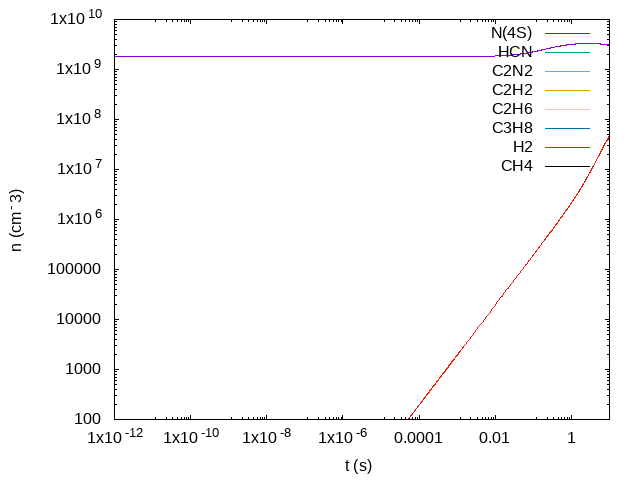 1x10^10
1x10^9
1x10^8
1x10^7
1x10^6
100000
10000
1000
100
n (cm^-3)
N(4S)
HCN
C2N2
C2H2
C2H6
C3H8
H2
CH4
1x10^-12 1x10^-10 1x10^-8 1x10^-6 0.0001 0.01 1
t (s)